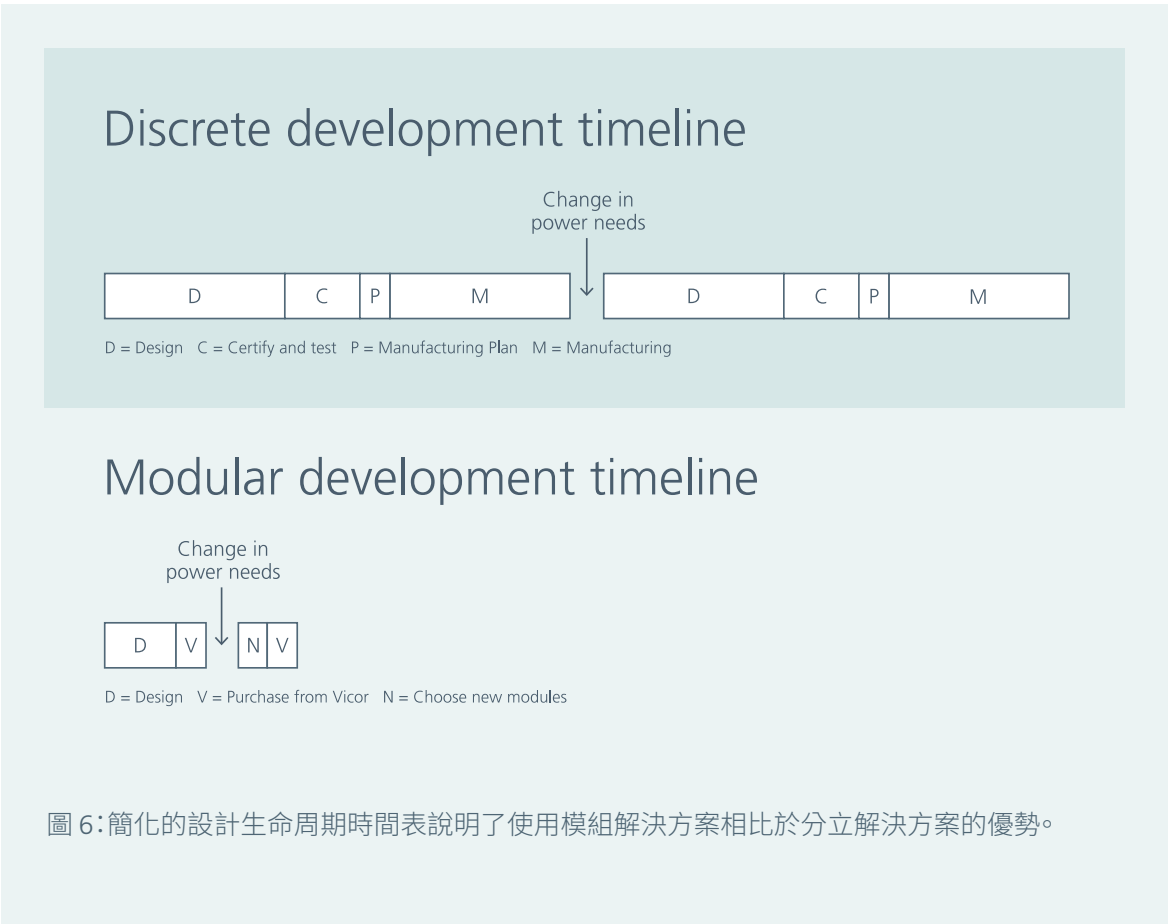 Discrete development timeline
Change in
power needs
D C P M D C P M
D = Design C = Certify and test P = Manufacturing Plan M = Manufacturing
Modular development timeline
Change in
power needs
D V N V
D = Design V = Purchase from Vicor N = Choose new modules
圖 6：簡化的設計生命周期時間表說明了使用模組解決方案相比於分立解決方案的優勢。